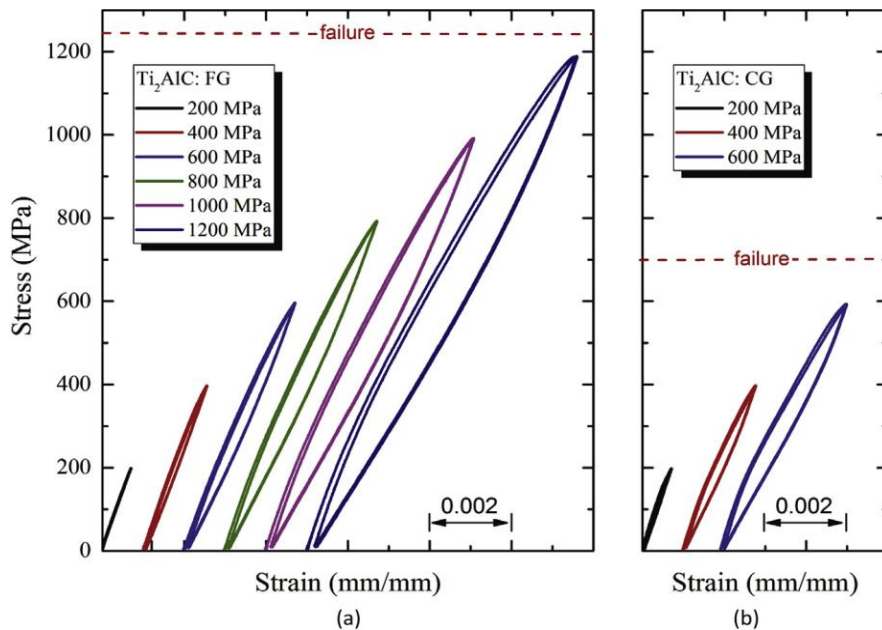 1200
1000
800
600
400
200
0
Stress (MPa)
failure
Ti₂AlC: FG
200 MPa
400 MPa
600 MPa
800 MPa
1000 MPa
1200 MPa
0.002
Strain (mm/mm)
(a)
failure
Ti₂AlC: CG
200 MPa
400 MPa
600 MPa
0.002
Strain (mm/mm)
(b)